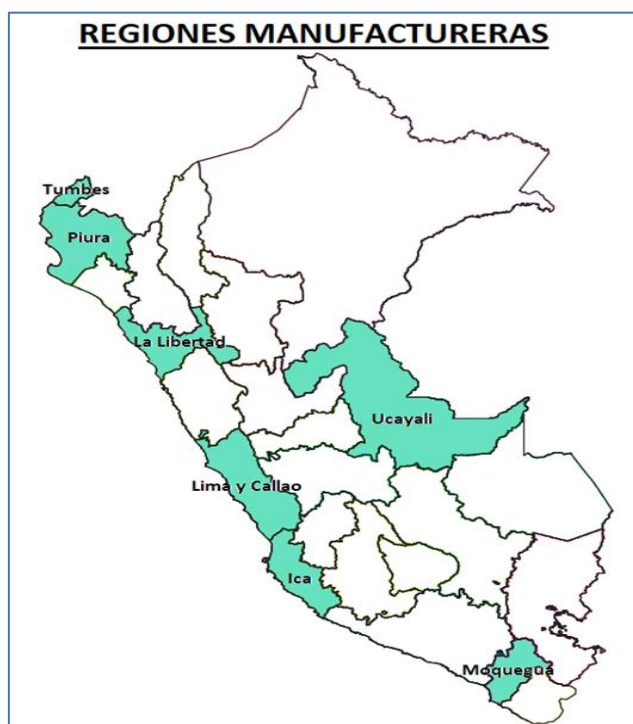 REGIONES MANUFACTURERAS
Tumbes
Piura
La Libertad
Ucayali
Lima y Callao
Ica
Moquegua